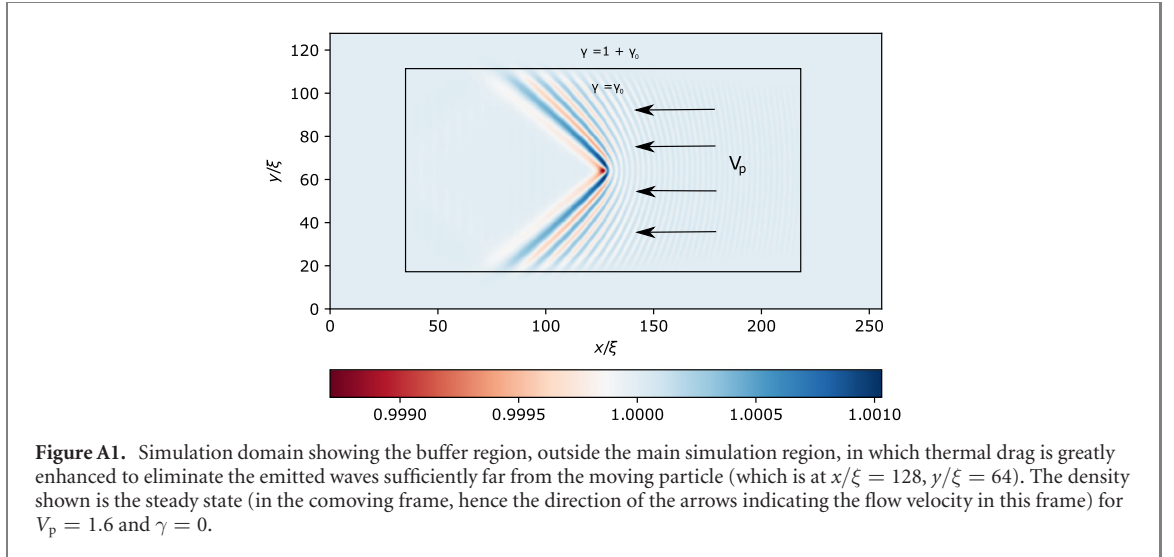 120
100
80
60
40
20
0
y/ξ
γ =1 + γ₀
γ =γ₀
Vₚ
0 50 100 150 200 250
x/ξ
0.9990 0.9995 1.0000 1.0005 1.0010
Figure A1. Simulation domain showing the buffer region, outside the main simulation region, in which thermal drag is greatly
enhanced to eliminate the emitted waves sufficiently far from the moving particle (which is at x/ξ = 128, y/ξ = 64). The density
shown is the steady state (in the comoving frame, hence the direction of the arrows indicating the flow velocity in this frame) for
Vₚ = 1.6 and γ = 0.